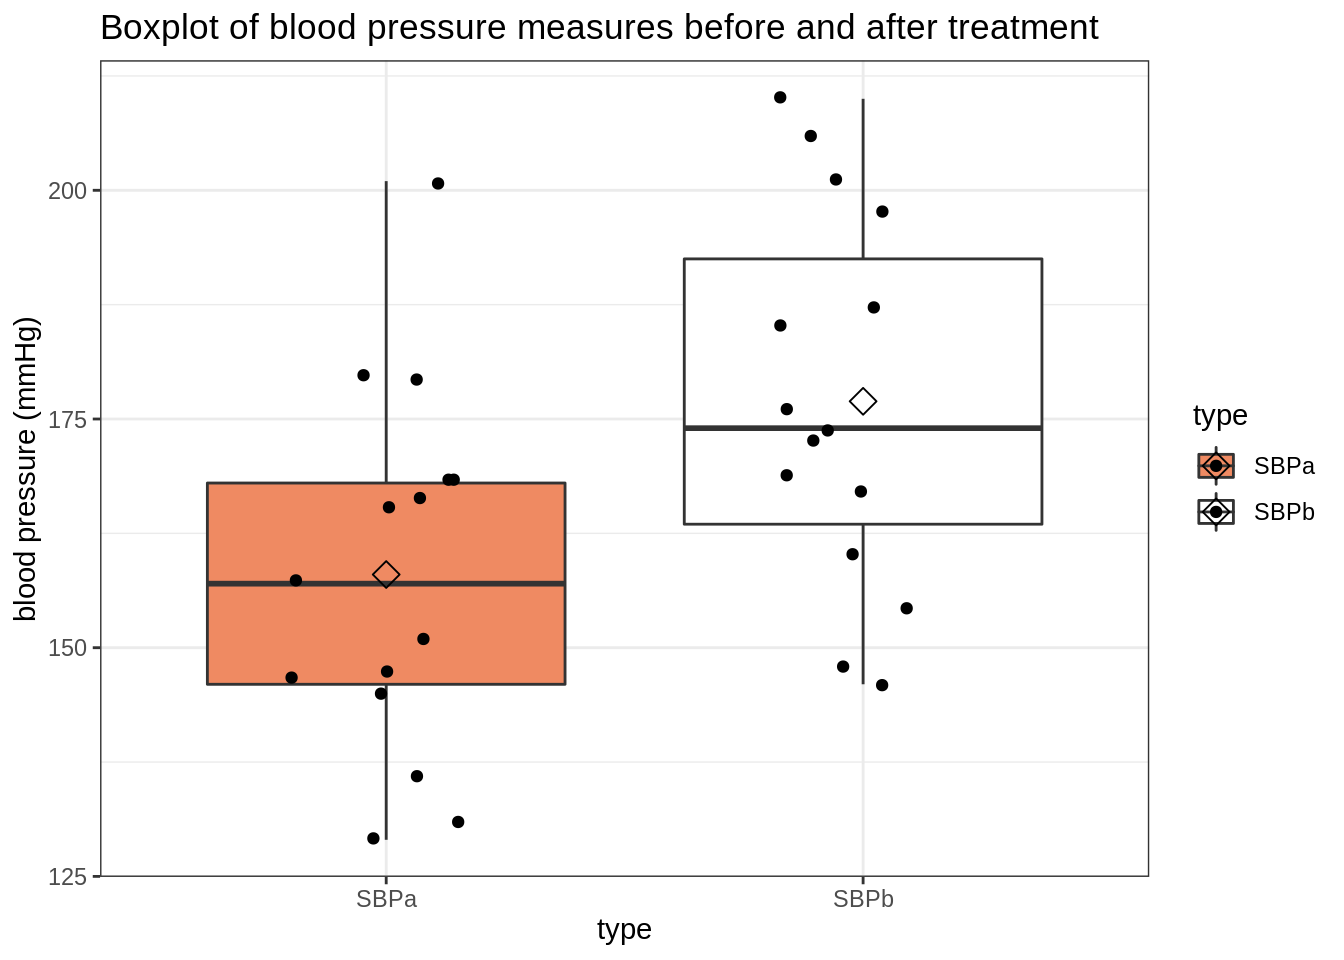 Boxplot of blood pressure measures before and after treatment
blood pressure (mmHg)
200
175
150
125
SBPa
SBPb
type
type
SBPa
SBPb